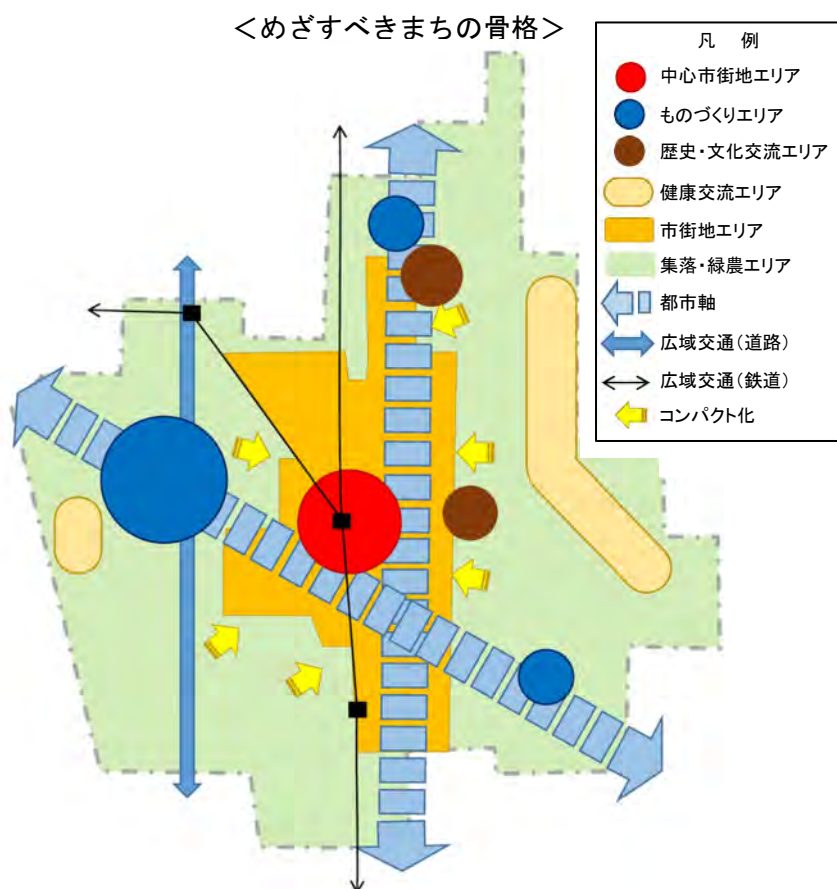 ＜めざすべきまちの骨格＞
凡　例
中心市街地エリア
ものづくりエリア
歴史・文化交流エリア
健康交流エリア
市街地エリア
集落・緑農エリア
都市軸
広域交通（道路）
広域交通（鉄道）
コンパクト化